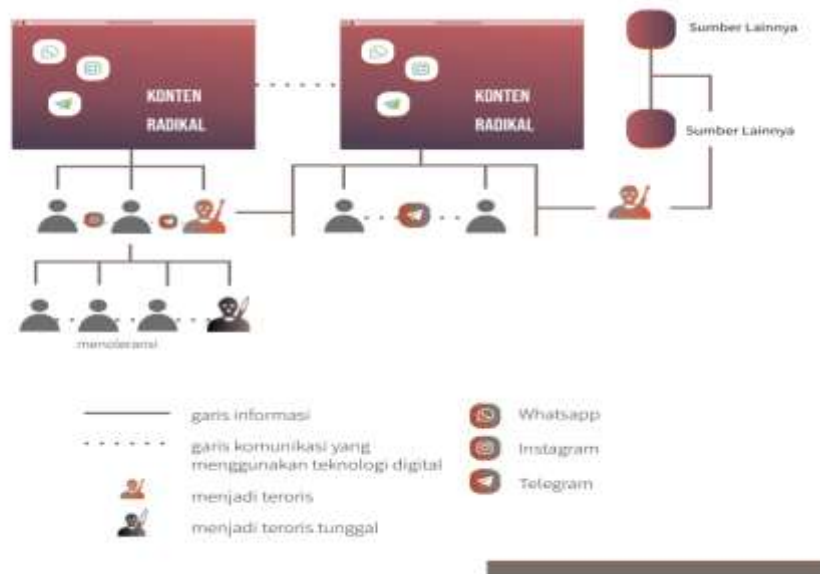 KONTEN
RADIKAL
KONTEN
RADIKAL
Sumber Lainnya
Sumber Lainnya
menoleransi
garis informasi
garis komunikasi yang
menggunakan teknologi digital
menjadi teroris
menjadi teroris tunggal
Whatsapp
Instagram
Telegram